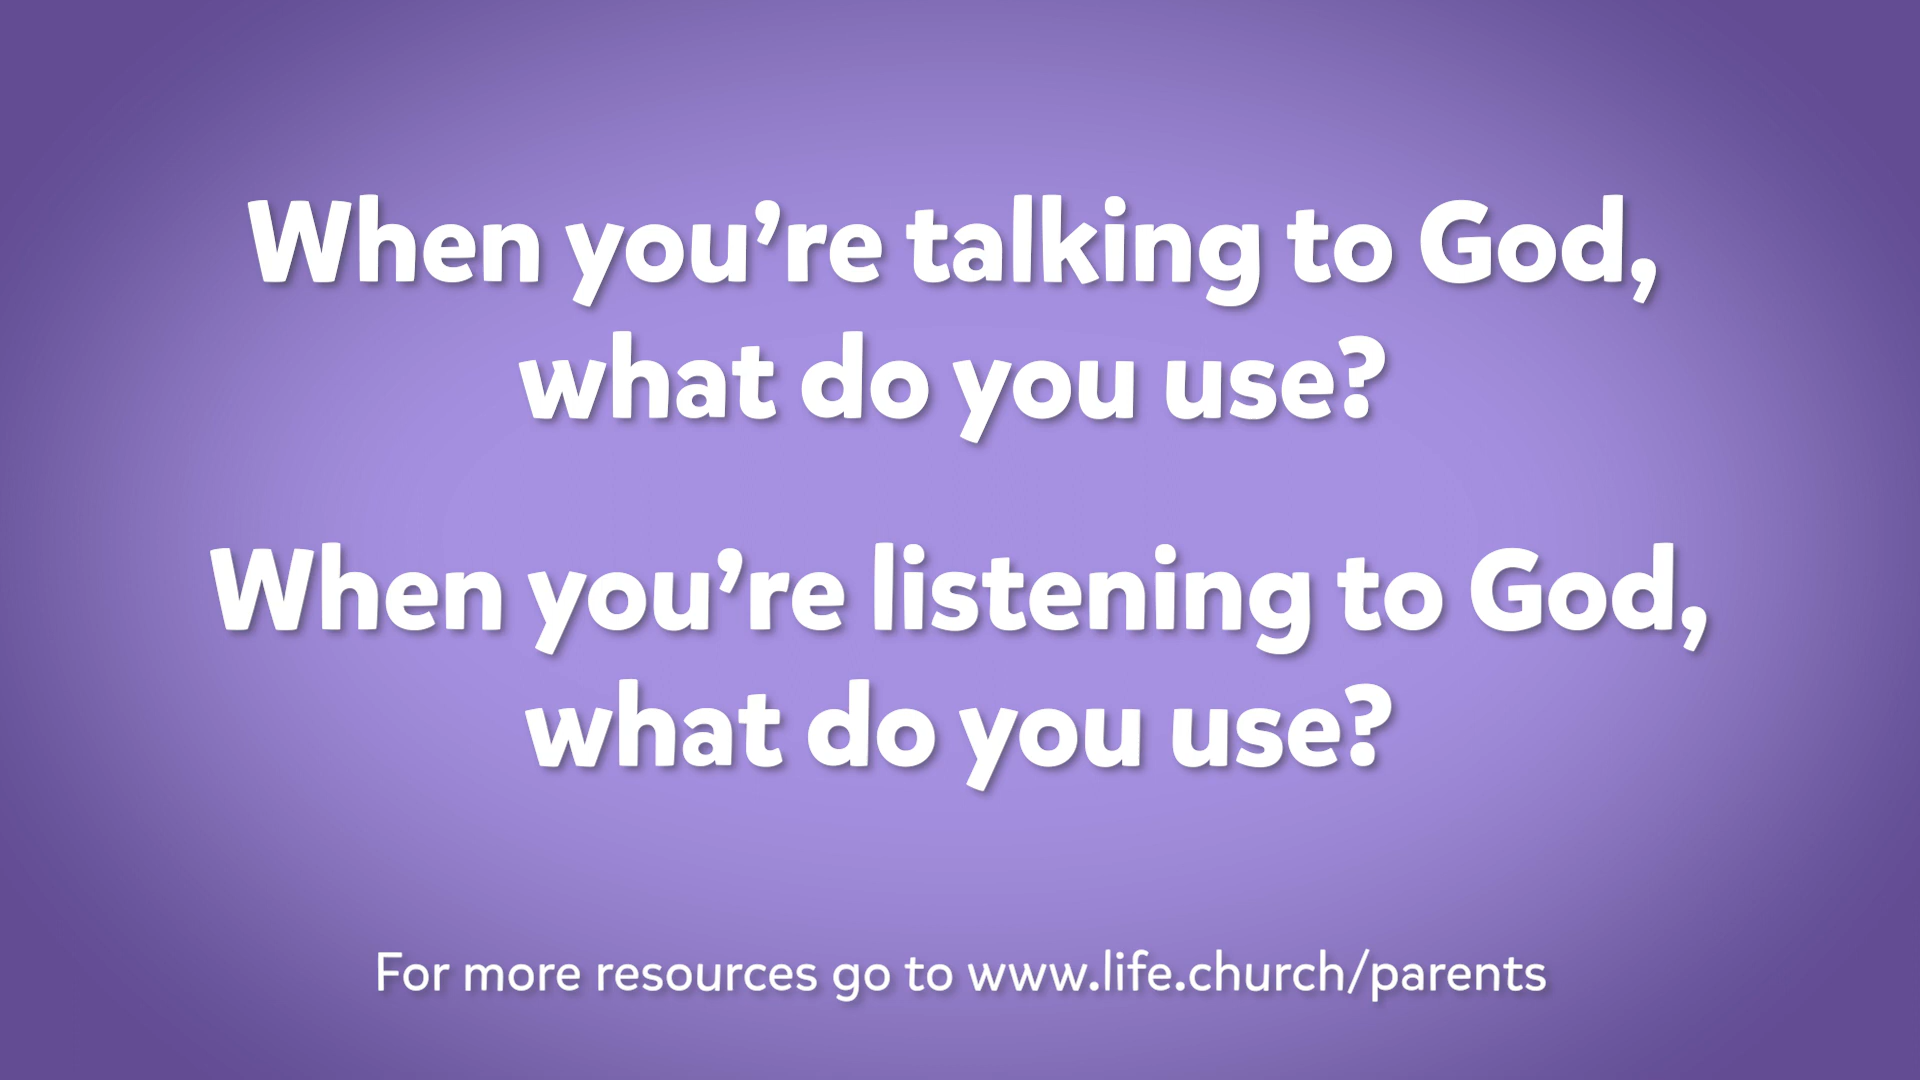 When you’re talking to God,
what do you use?
When you’re listening to God,
what do you use?
For more resources go to www.life.church/parents